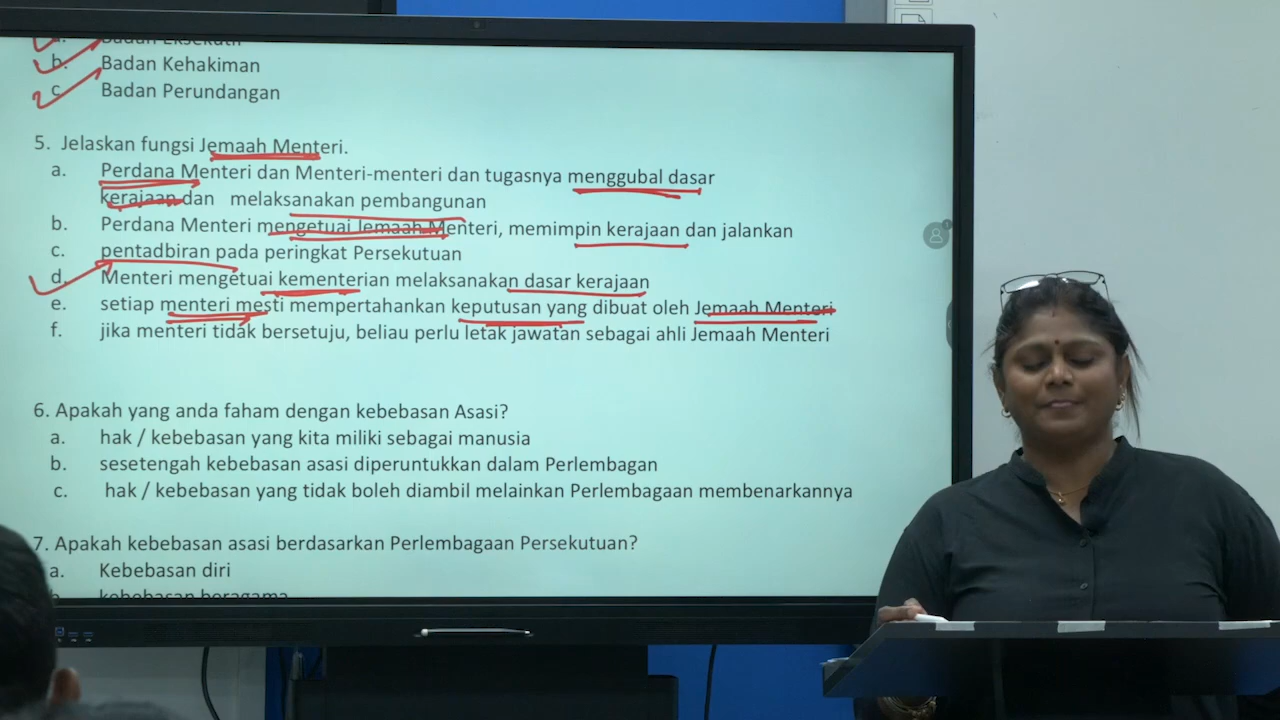 a. Badan Eksekutif
b. Badan Kehakiman
c. Badan Perundangan
5. Jelaskan fungsi Jemaah Menteri.
a. Perdana Menteri dan Menteri-menteri dan tugasnya menggubal dasar
kerajaan dan melaksanakan pembangunan
b. Perdana Menteri mengetuai Jemaah Menteri, memimpin kerajaan dan jalankan
c. pentadbiran pada peringkat Persekutuan
d. Menteri mengetuai kementerian melaksanakan dasar kerajaan
e. setiap menteri mesti mempertahankan keputusan yang dibuat oleh Jemaah Menteri
f. jika menteri tidak bersetuju, beliau perlu letak jawatan sebagai ahli Jemaah Menteri
6. Apakah yang anda faham dengan kebebasan Asasi?
a. hak / kebebasan yang kita miliki sebagai manusia
b. sesetengah kebebasan asasi diperuntukkan dalam Perlembagan
c. hak / kebebasan yang tidak boleh diambil melainkan Perlembagaan membenarkannya
7. Apakah kebebasan asasi berdasarkan Perlembagaan Persekutuan?
a. Kebebasan diri
b. kebebasan beragama